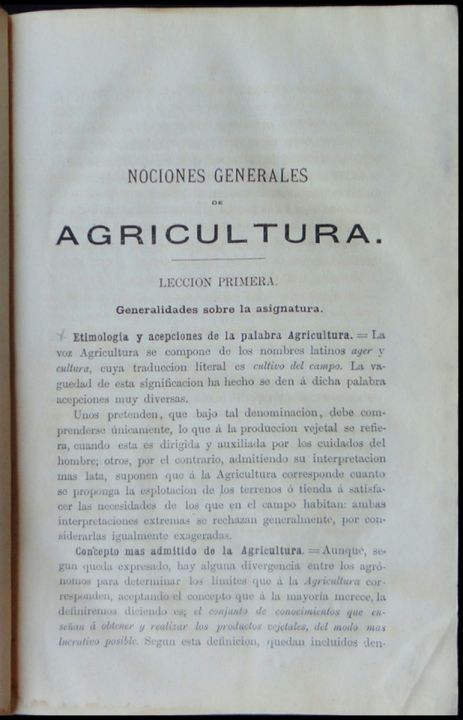 NOCIONES GENERALES
DE
AGRICULTURA.
LECCION PRIMERA.
Generalidades sobre la asignatura.
Etimología y acepciones de la palabra Agricultura. = La
voz Agricultura se compone de los nombres latinos ager y
cultura, cuya traduccion literal es cultivo del campo. La va-
guedad de esta significacion ha hecho se den á dicha palabra
acepciones muy diversas.
Unos pretenden, que bajo tal denominacion, debe com-
prenderse únicamente, lo que á la produccion vejetal se refie-
ra, cuando esta es dirigida y auxiliada por los cuidados del
hombre; otros, por el contrario, admitiendo su interpretacion
mas lata, suponen que á la Agricultura corresponde cuanto
se proponga la esplotacion de los terrenos ó tienda á satisfa-
cer las necesidades de los que en el campo habitan: ambas
interpretaciones extremas se rechazan generalmente, por con-
siderarlas igualmente exageradas.
Concepto mas admitido de la Agricultura. = Aunque, se-
gun queda expresado, hay alguna divergencia entre los agró-
nomos para determinar los límites que á la Agricultura cor-
responden, aceptando el concepto que á la mayoría merece, la
definiremos diciendo es; el conjunto de conocimientos que en-
señan á obtener y realizar los productos vejetales, del modo mas
lucrativo posible. Segun esta definicion, quedan incluidos den-